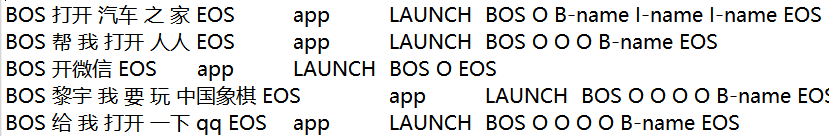 BOS 打开 汽车 之 家 EOS app LAUNCH BOS O B-name I-name I-name EOS
BOS 帮 我 打开 人人 EOS app LAUNCH BOS O O O B-name EOS
BOS 开微信 EOS app LAUNCH BOS O EOS
BOS 黎宇 我 要 玩 中国象棋 EOS app LAUNCH BOS O O O O B-name EOS
BOS 给 我 打开 一下 qq EOS app LAUNCH BOS O O O O B-name EOS